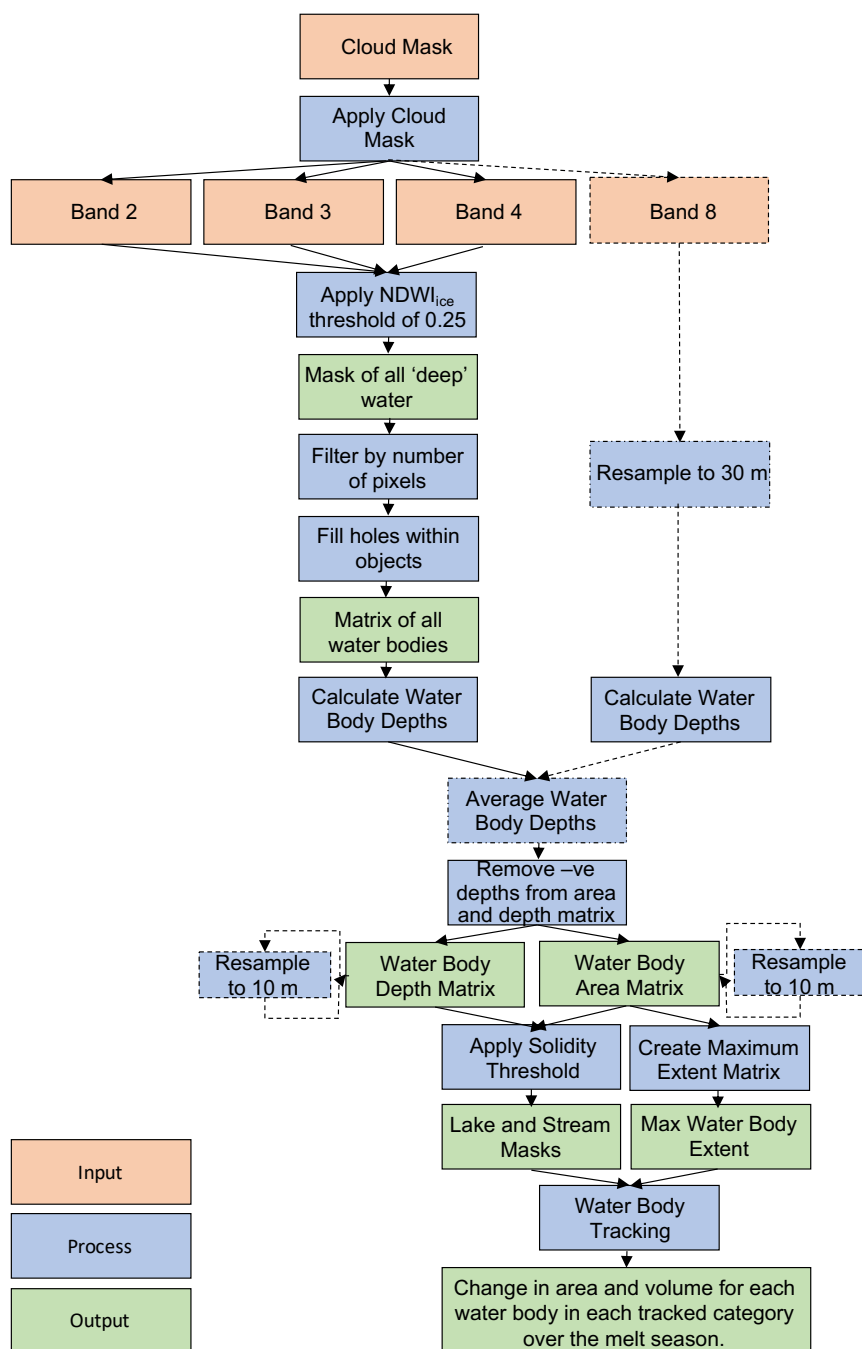 Cloud Mask
Apply Cloud
Mask
Band 2
Band 3
Band 4
Band 8
Apply NDWIice
threshold of 0.25
Mask of all ‘deep’
water
Filter by number
of pixels
Resample to 30 m
Fill holes within
objects
Matrix of all
water bodies
Calculate Water
Body Depths
Calculate Water
Body Depths
Average Water
Body Depths
Remove –ve
depths from area
and depth matrix
Resample
to 10 m
Water Body
Depth Matrix
Water Body
Area Matrix
Resample
to 10 m
Apply Solidity
Threshold
Create Maximum
Extent Matrix
Lake and Stream
Masks
Max Water Body
Extent
Input
Process
Output
Water Body
Tracking
Change in area and volume for each
water body in each tracked category
over the melt season.